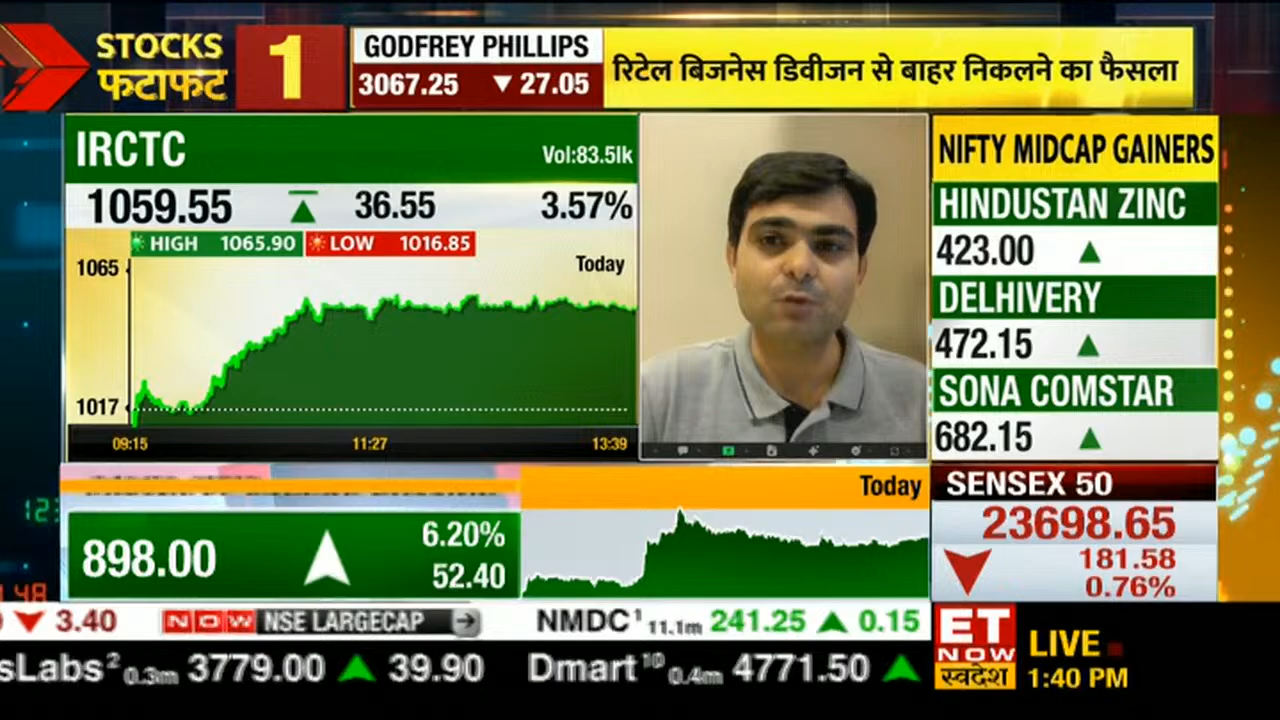 STOCKS
फटाफट
1
GODFREY PHILLIPS
3067.25 ▼ 27.05
रिटेल बिजनेस डिवीजन से बाहर निकलने का फैसला
IRCTC
Vol:83.5lk
1059.55 ▲ 36.55 3.57%
HIGH 1065.90 LOW 1016.85
1065
Today
1017
09:15 11:27 13:39
NIFTY MIDCAP GAINERS
HINDUSTAN ZINC
423.00 ▲
DELHIVERY
472.15 ▲
SONA COMSTAR
682.15 ▲
Today
898.00 ▲ 6.20%
52.40
SENSEX 50
23698.65
▼ 181.58
0.76%
▼ 3.40 NOW NSE LARGECAP NMDC 1 11.1m 241.25 ▲ 0.15
sLabs 2 0.3m 3779.00 ▲ 39.90 Dmart 10 0.4m 4771.50 ▲
ET
NOW
स्वदेश
LIVE
1:40 PM